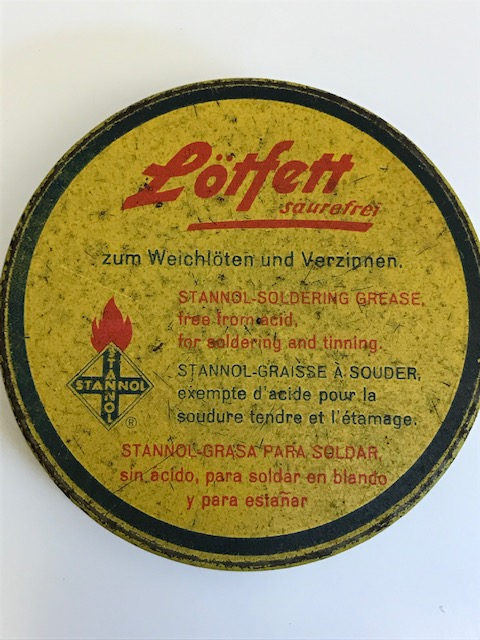 Lötfett
säurefrei
zum Weichlöten und Verzinnen.
STANNOL-SOLDERING GREASE,
free from acid,
for soldering and tinning.
STANNOL-GRAISSE À SOUDER,
exempte d'acide pour la
soudure tendre et l'étamage.
STANNOL
STANNOL
®
STANNOL-GRASA PARA SOLDAR,
sin ácido, para soldar en blando
y para estañar